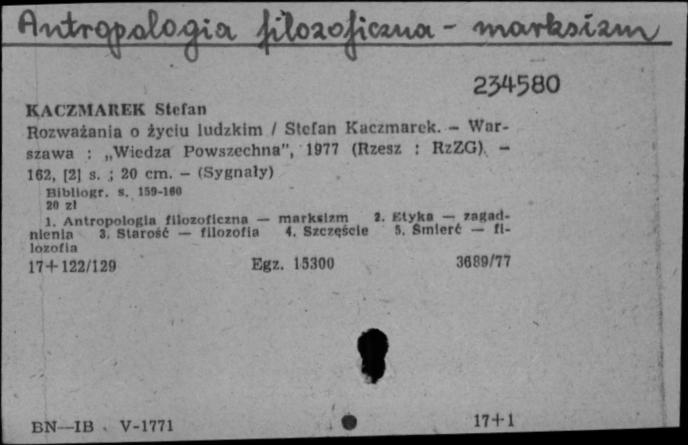 Antropologia filozoficzna - marksizm
234580
KACZMAREK Stefan
Rozważania o życiu ludzkim / Stefan Kaczmarek. — War-
szawa : „Wiedza Powszechna", 1977 (Rzesz : RzZG). —
162, [2] s. ; 20 cm. — (Sygnały)
Bibliogr. s. 159-160
20 zł
1. Antropologia filozoficzna — marksizm 2. Etyka — zagad-
nienia 3. Starość — filozofia 4. Szczęście 5. Śmierć — fi-
lozofia
17+122/129 Egz. 15300 3689/77
BN—IB V-1771 17+1